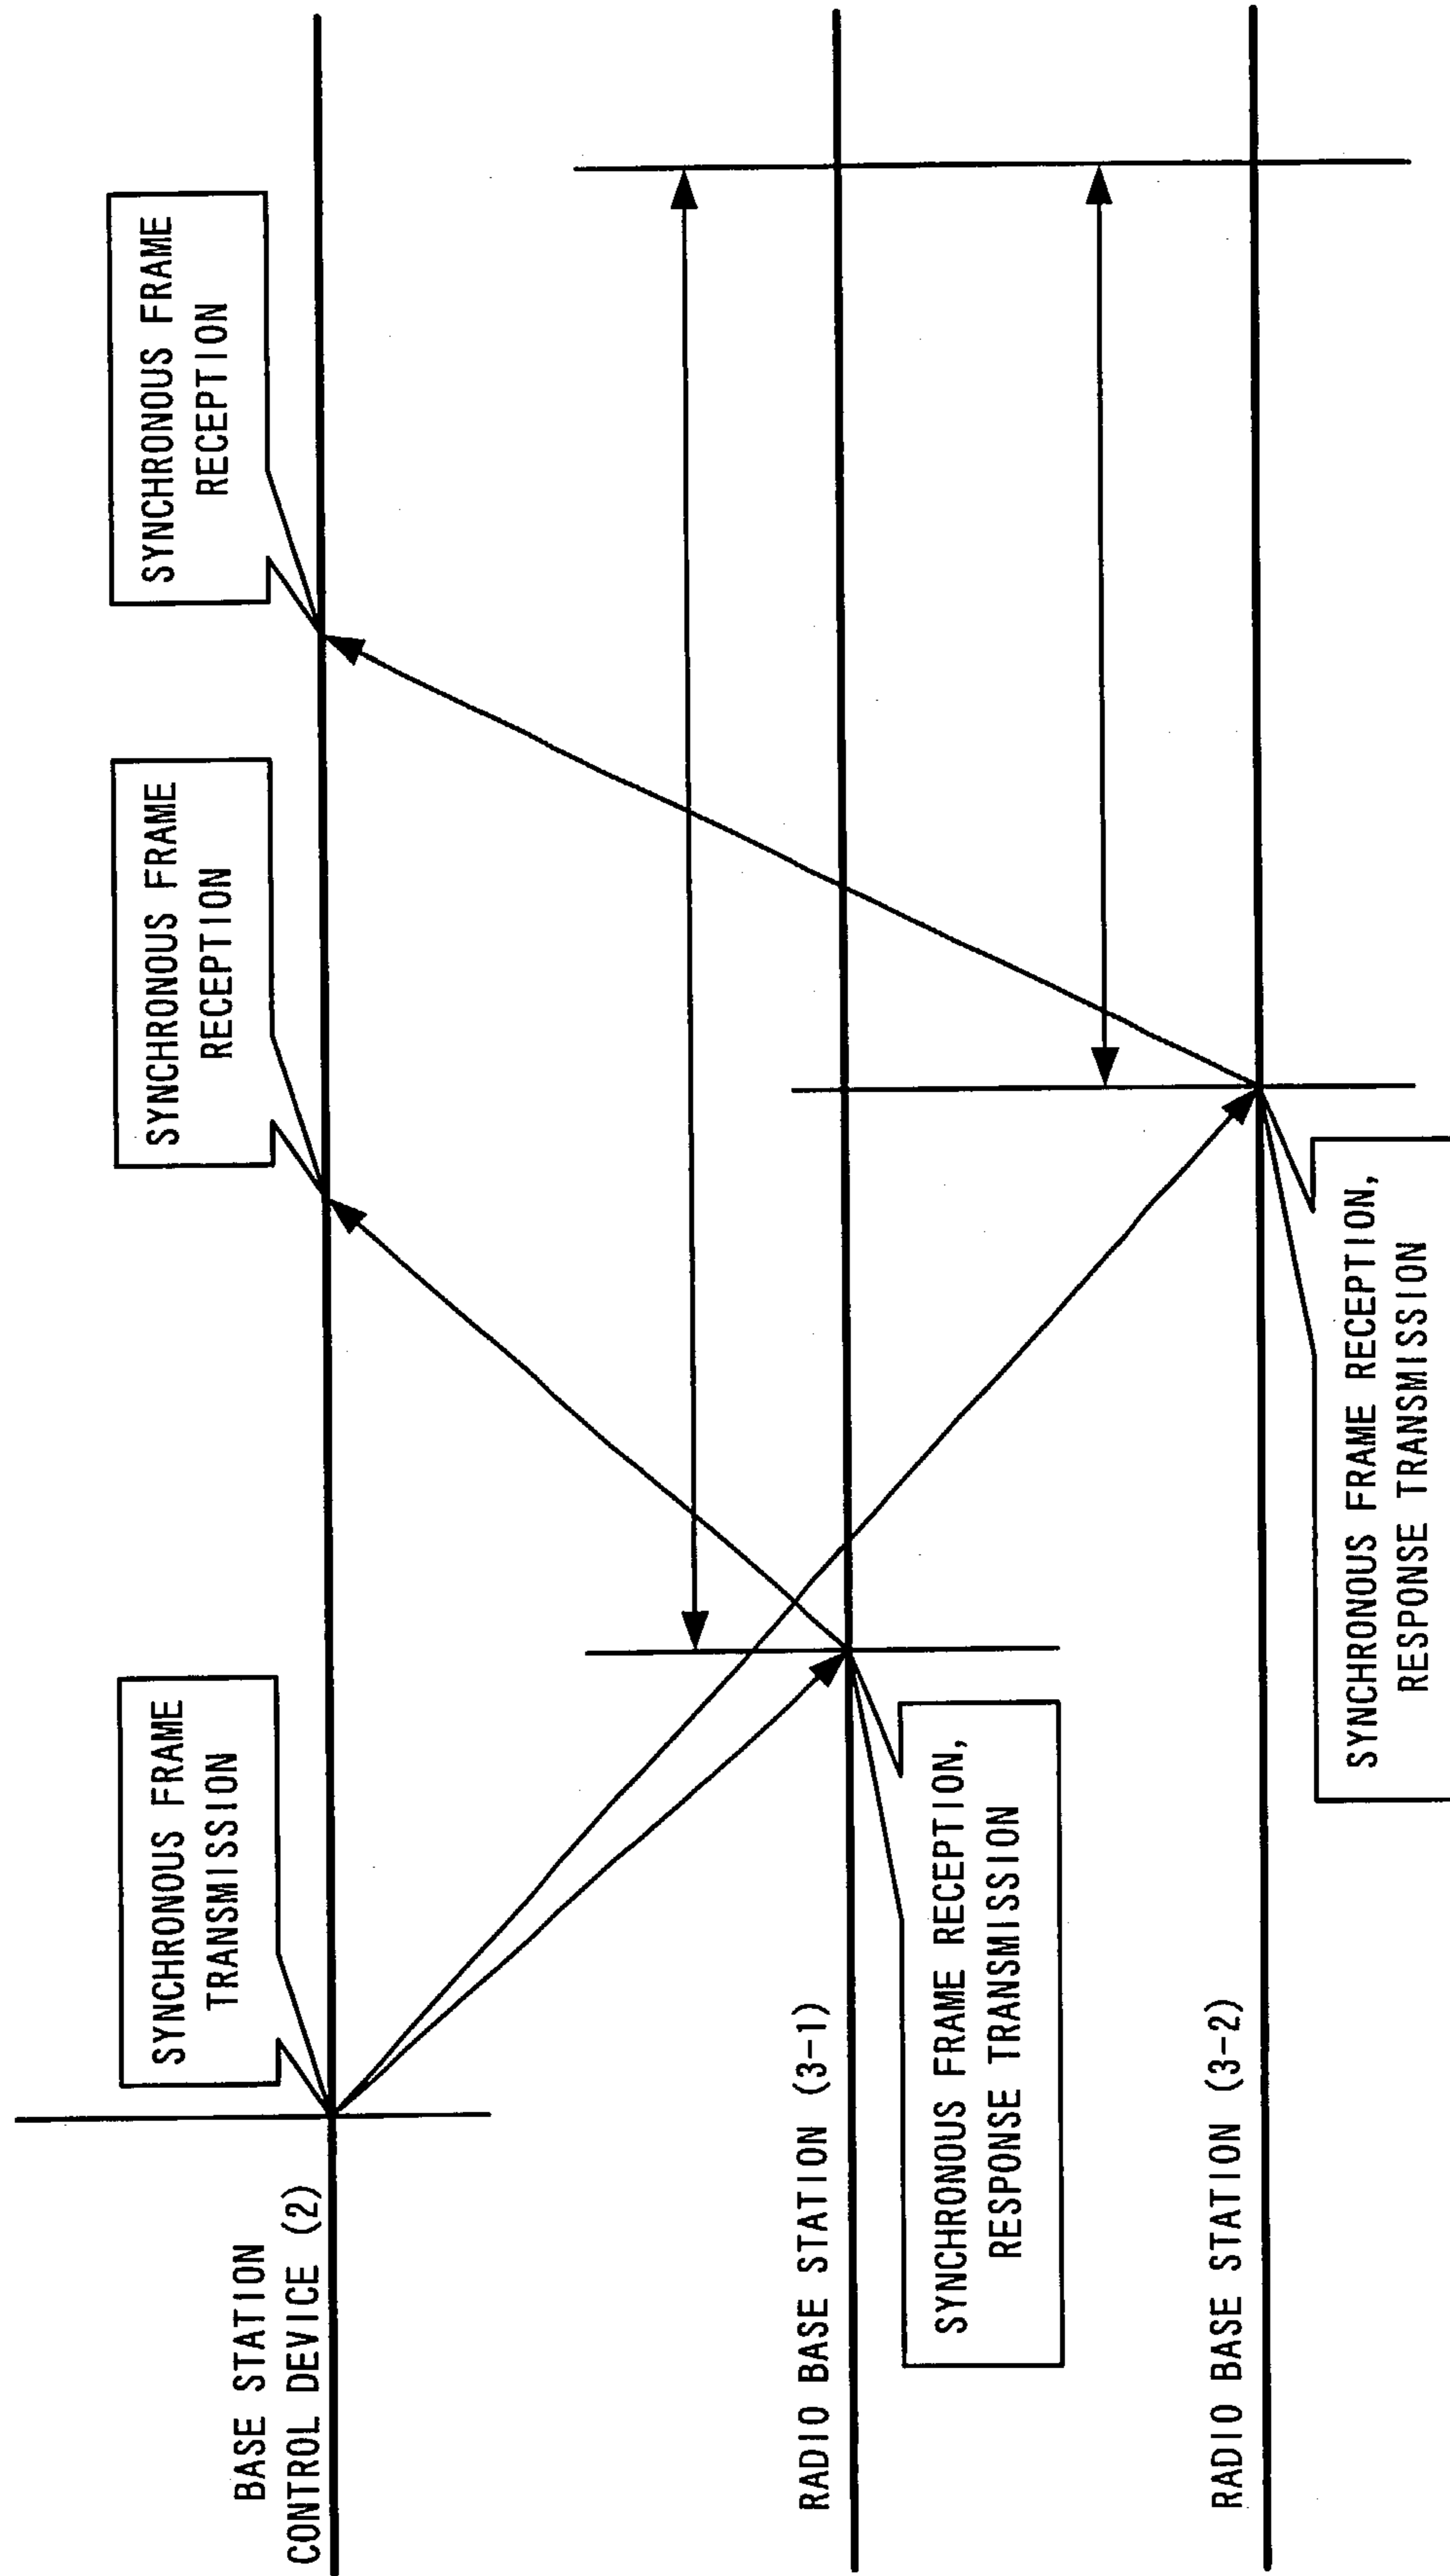 BASE STATION
CONTROL DEVICE (2)
SYNCHRONOUS FRAME
TRANSMISSION
SYNCHRONOUS FRAME
RECEPTION
SYNCHRONOUS FRAME
RECEPTION
RADIO BASE STATION (3-1)
SYNCHRONOUS FRAME RECEPTION,
RESPONSE TRANSMISSION
RADIO BASE STATION (3-2)
SYNCHRONOUS FRAME RECEPTION,
RESPONSE TRANSMISSION